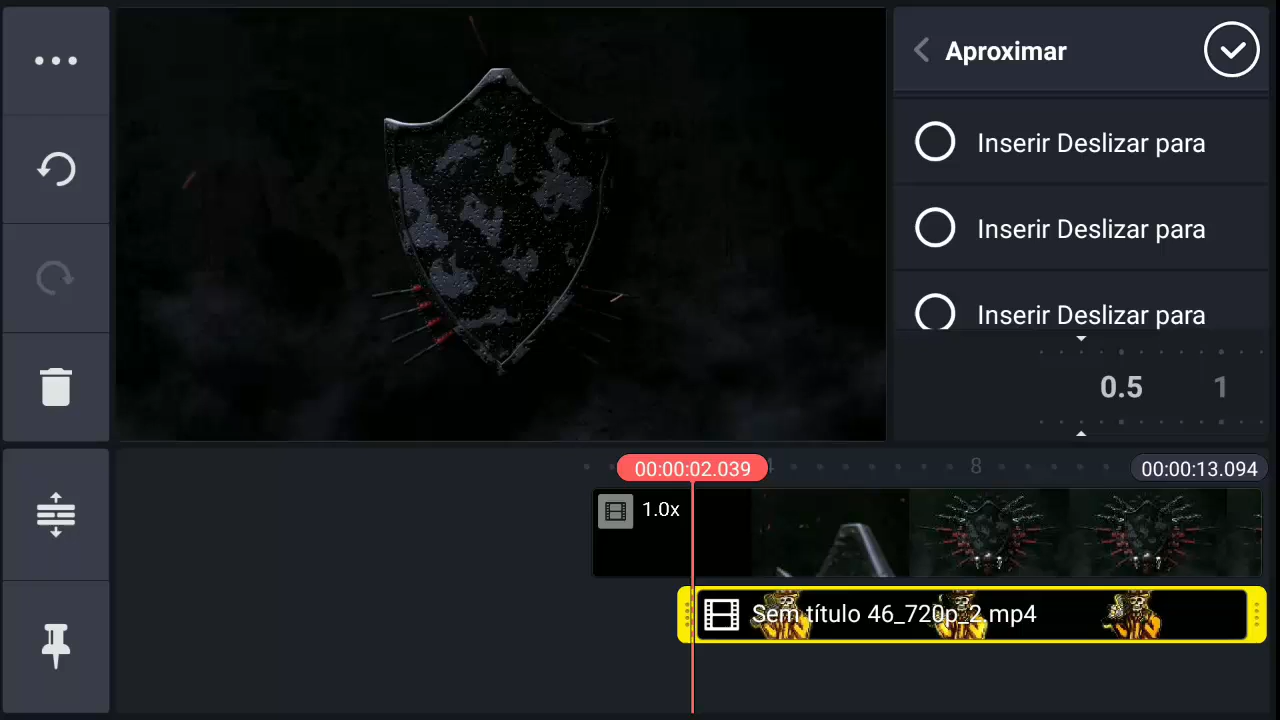 Aproximar
Inserir Deslizar para
Inserir Deslizar para
Inserir Deslizar para
0.5 1
00:00:02.039 8 00:00:13.094
1.0x
Sem título 46_720p_2.mp4